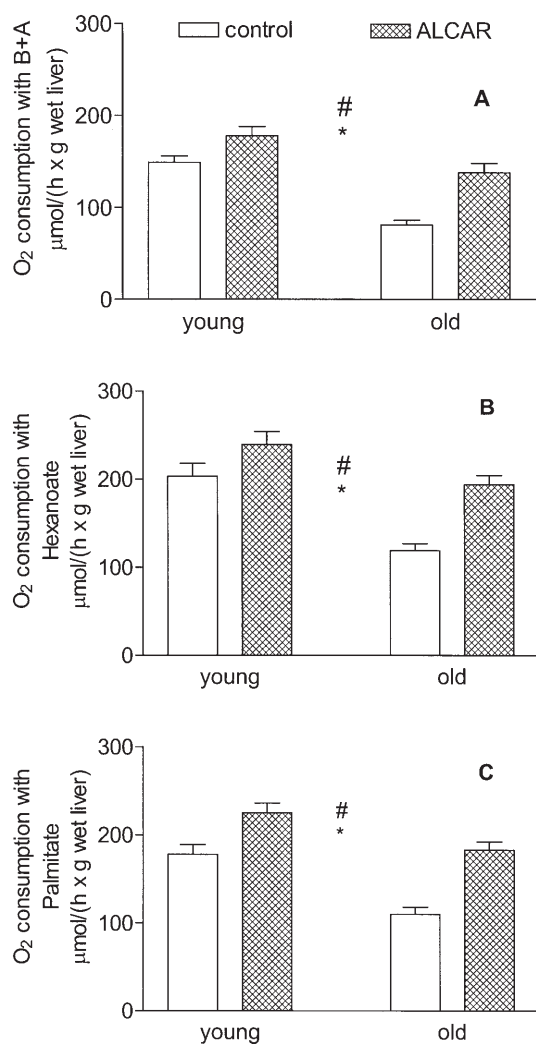 control ALCAR
O2 consumption with B+A
µmol/(h x g wet liver)
300
200
100
0
#
*
A
young old
O2 consumption with
Hexanoate
µmol/(h x g wet liver)
300
200
100
0
#
*
B
young old
O2 consumption with
Palmitate
µmol/(h x g wet liver)
300
200
100
0
#
*
C
young old